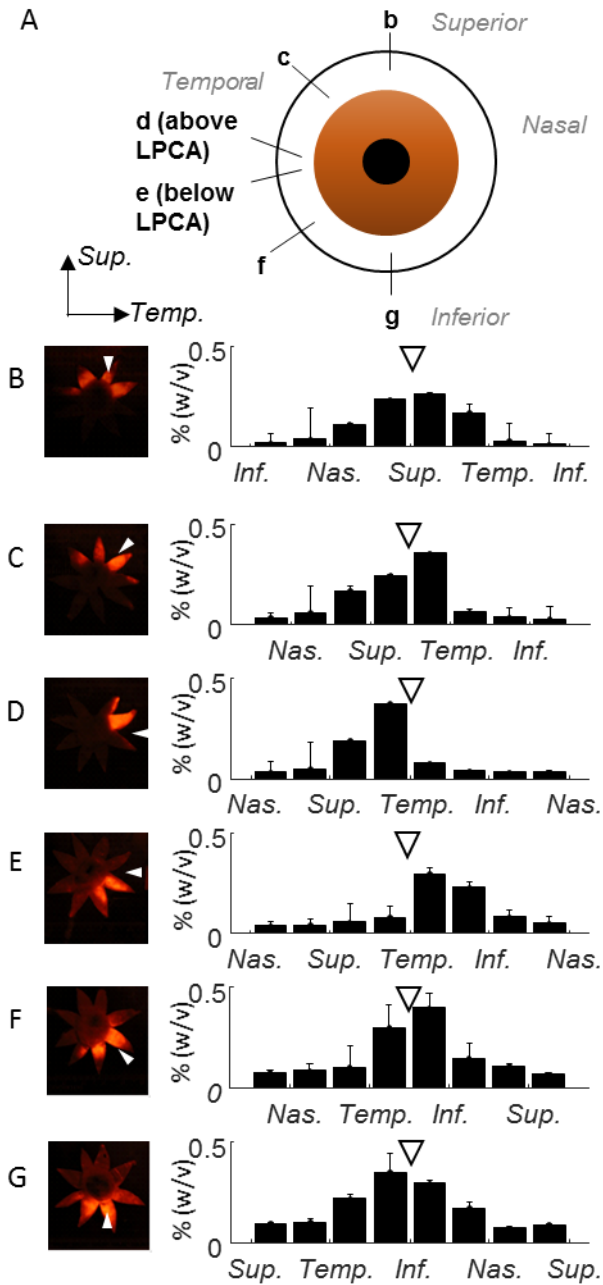 A
b
Superior
c
Temporal
Nasal
d (above
LPCA)
e (below
LPCA)
f
g
Inferior
Sup.
Temp.
B
% (w/v)
0.5
0
Inf. Nas. Sup. Temp. Inf.
C
% (w/v)
0.5
0
Nas. Sup. Temp. Inf.
D
% (w/v)
0.5
0
Nas. Sup. Temp. Inf. Nas.
E
% (w/v)
0.5
0
Nas. Sup. Temp. Inf. Nas.
F
% (w/v)
0.5
0
Nas. Temp. Inf. Sup.
G
% (w/v)
0.5
0
Sup. Temp. Inf. Nas. Sup.